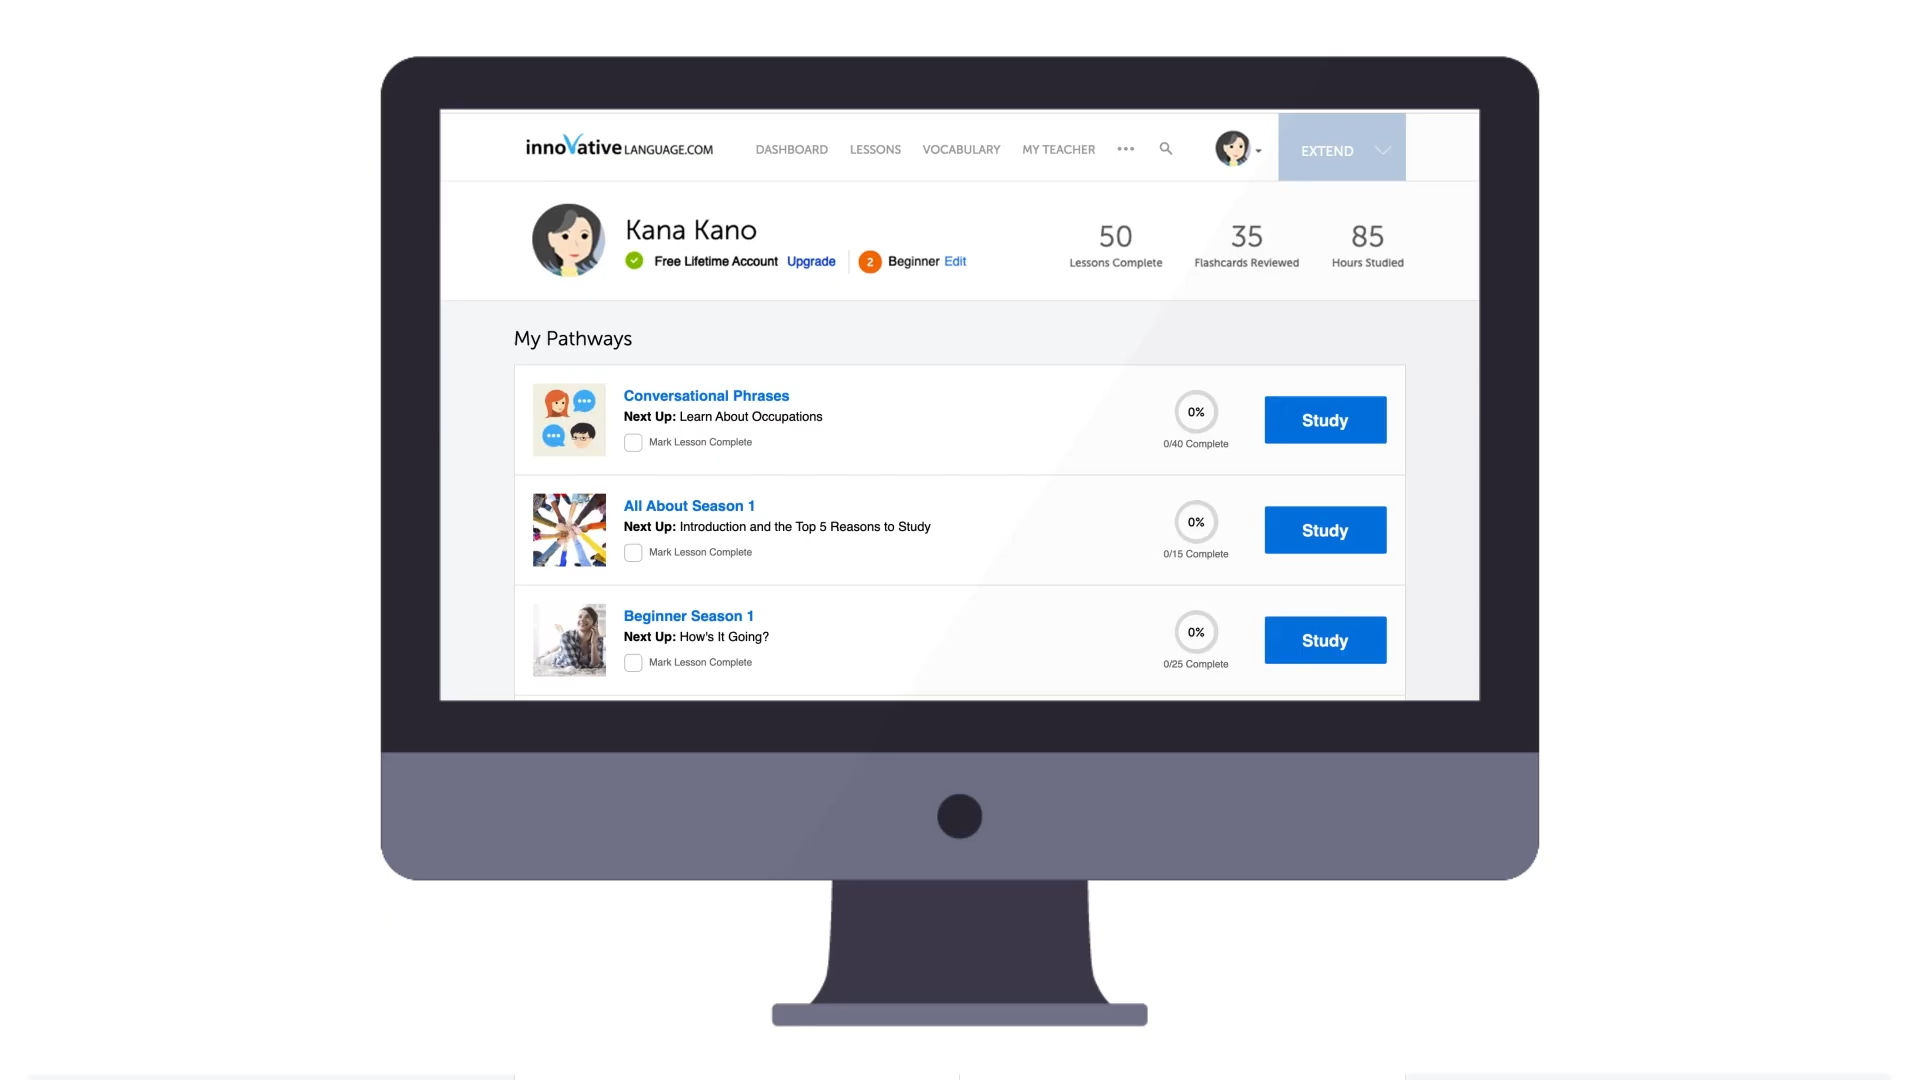 innoVative LANGUAGE.COM
DASHBOARD LESSONS VOCABULARY MY TEACHER
EXTEND
Kana Kano
Free Lifetime Account Upgrade
2 Beginner Edit
50
Lessons Complete
35
Flashcards Reviewed
85
Hours Studied
My Pathways
Conversational Phrases
Next Up: Learn About Occupations
Mark Lesson Complete
0%
0/40 Complete
Study
All About Season 1
Next Up: Introduction and the Top 5 Reasons to Study
Mark Lesson Complete
0%
0/15 Complete
Study
Beginner Season 1
Next Up: How's It Going?
Mark Lesson Complete
0%
0/25 Complete
Study